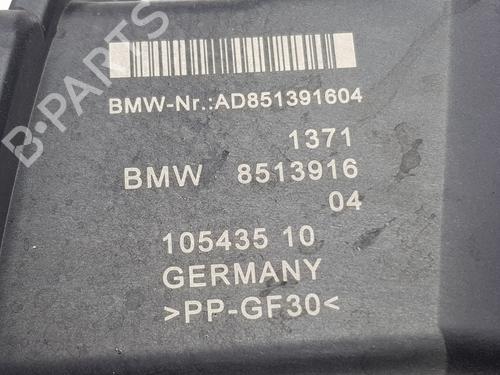 B-PARTS
BMW-Nr.:AD851391604
1371
BMW 8513916
04
105435 10
GERMANY
>PP-GF30<